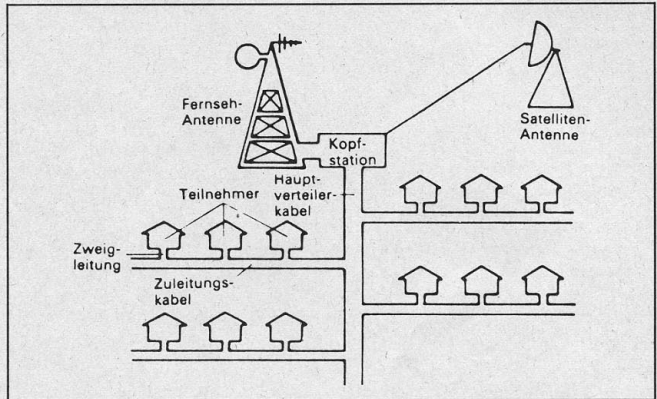 Fernseh-
Antenne
Satelliten-
Antenne
Kopf-
station
Haupt-
verteiler-
kabel
Teilnehmer
Zweig-
leitung
Zuleitungs-
kabel